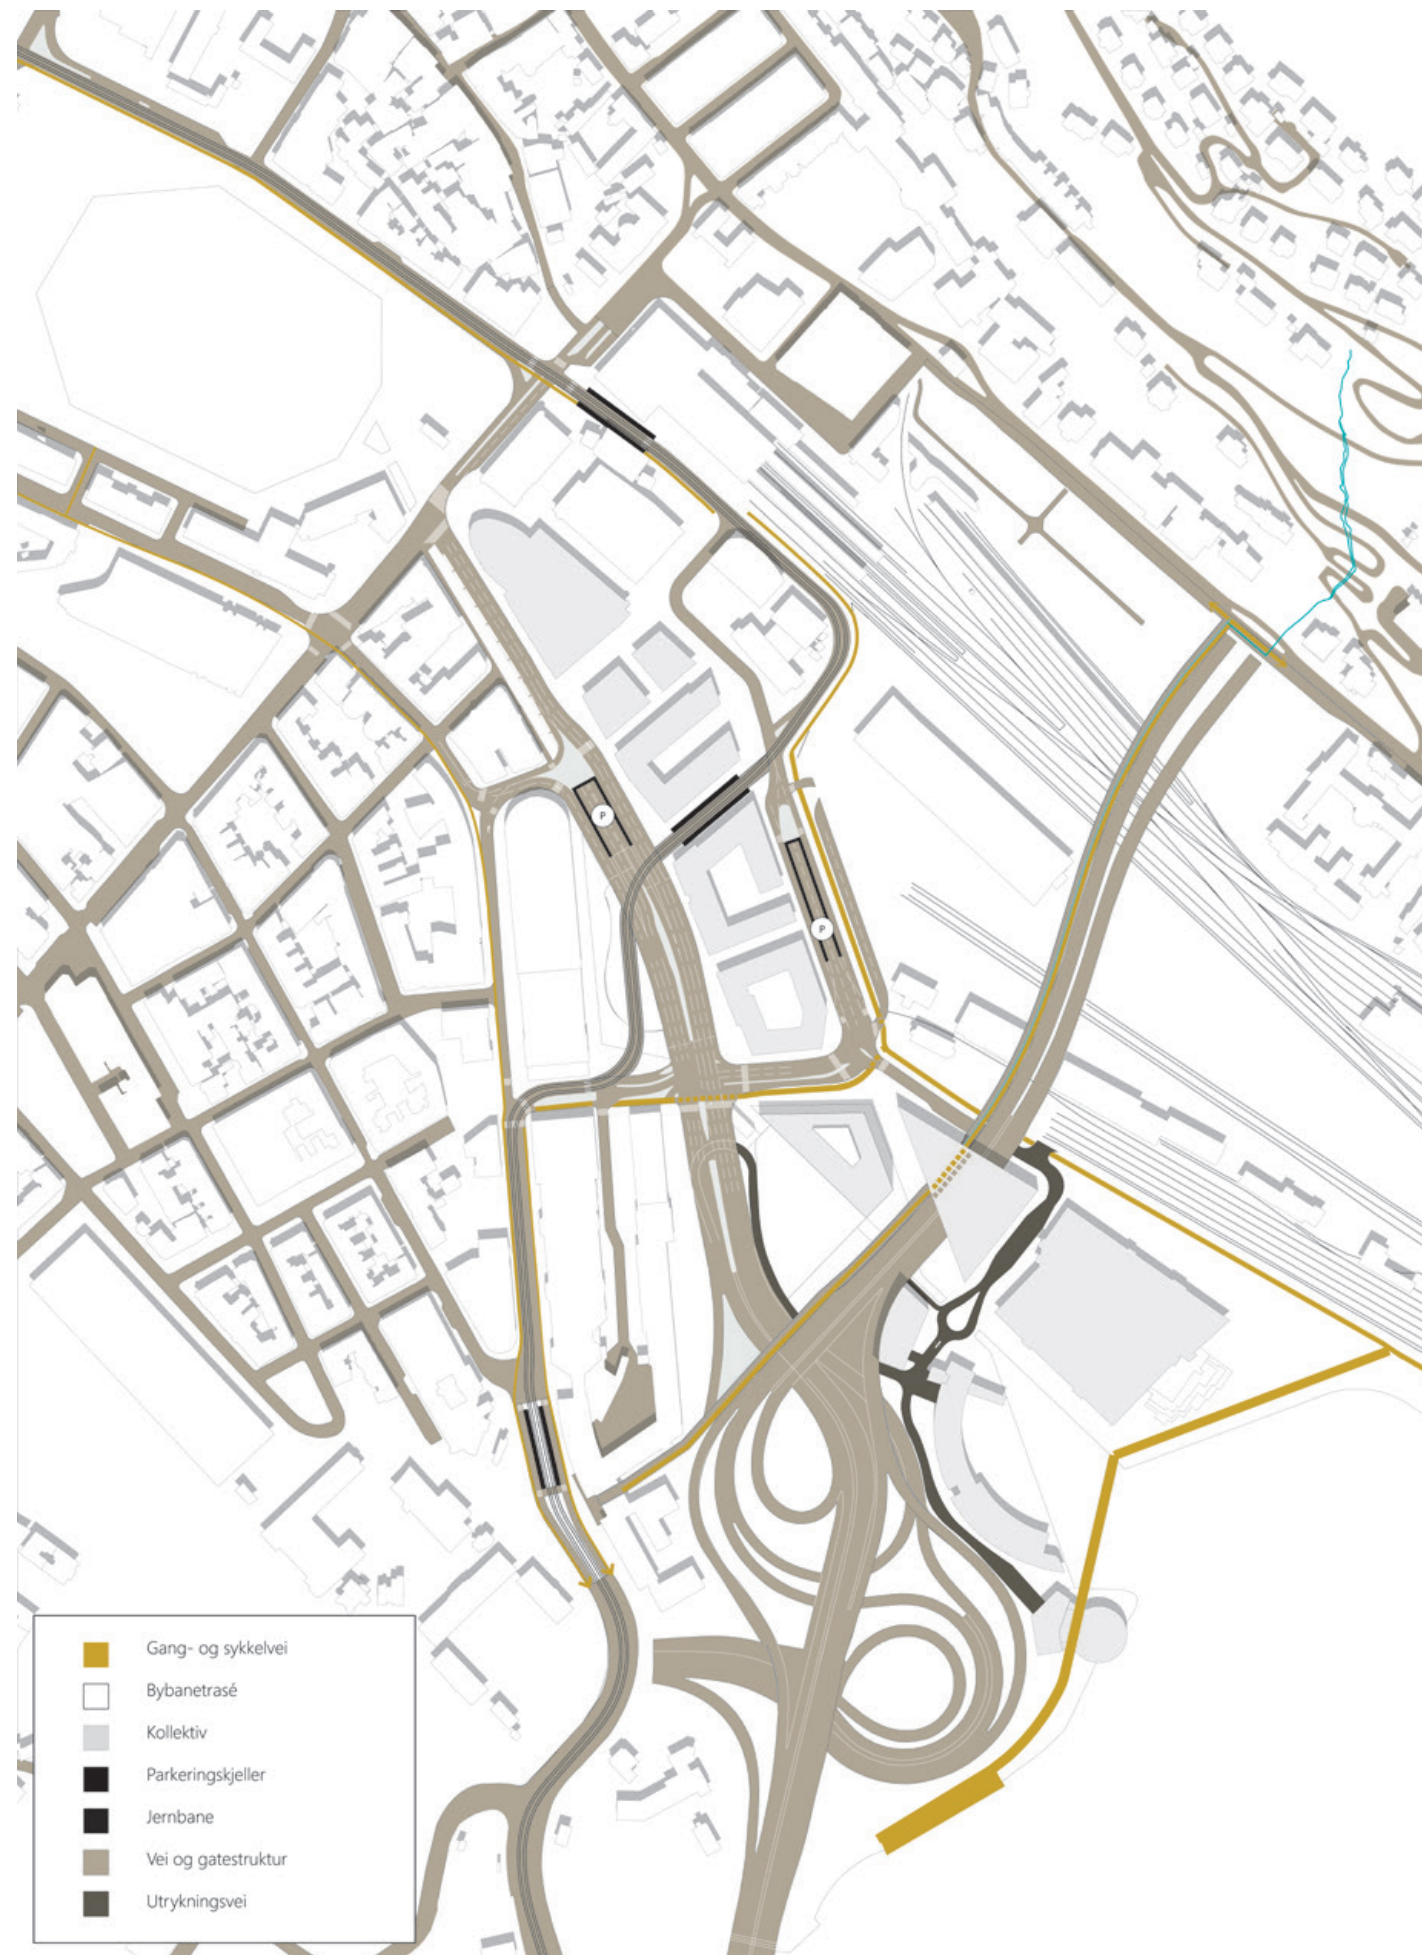 P
P
Gang- og sykkelvei
Bybanetrasé
Kollektiv
Parkeringskjeller
Jernbane
Vei og gatestruktur
Utrykningsvei